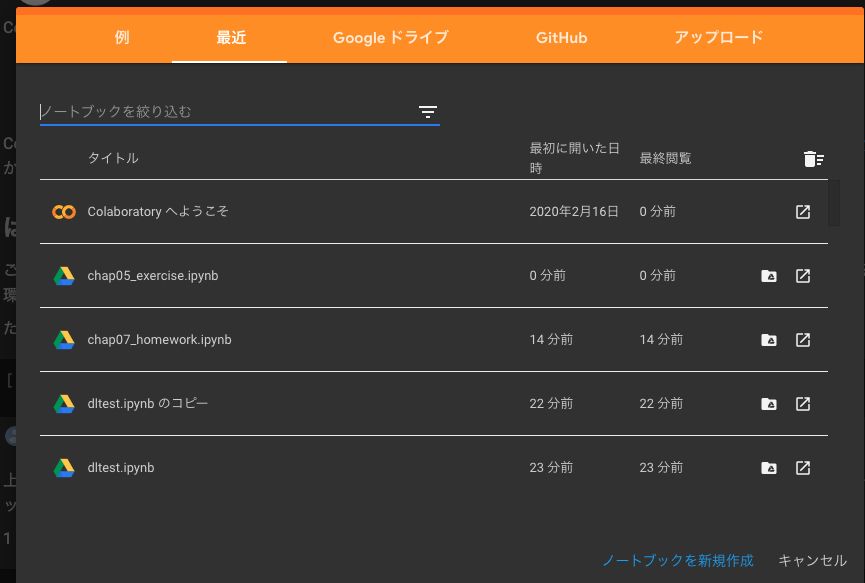 例 最近 Google ドライブ GitHub アップロード
ノートブックを絞り込む
タイトル 最初に開いた日時 最終閲覧
Colaboratory へようこそ 2020年2月16日 0 分前
chap05_exercise.ipynb 0 分前 0 分前
chap07_homework.ipynb 14 分前 14 分前
dltest.ipynb のコピー 22 分前 22 分前
dltest.ipynb 23 分前 23 分前
ノートブックを新規作成 キャンセル